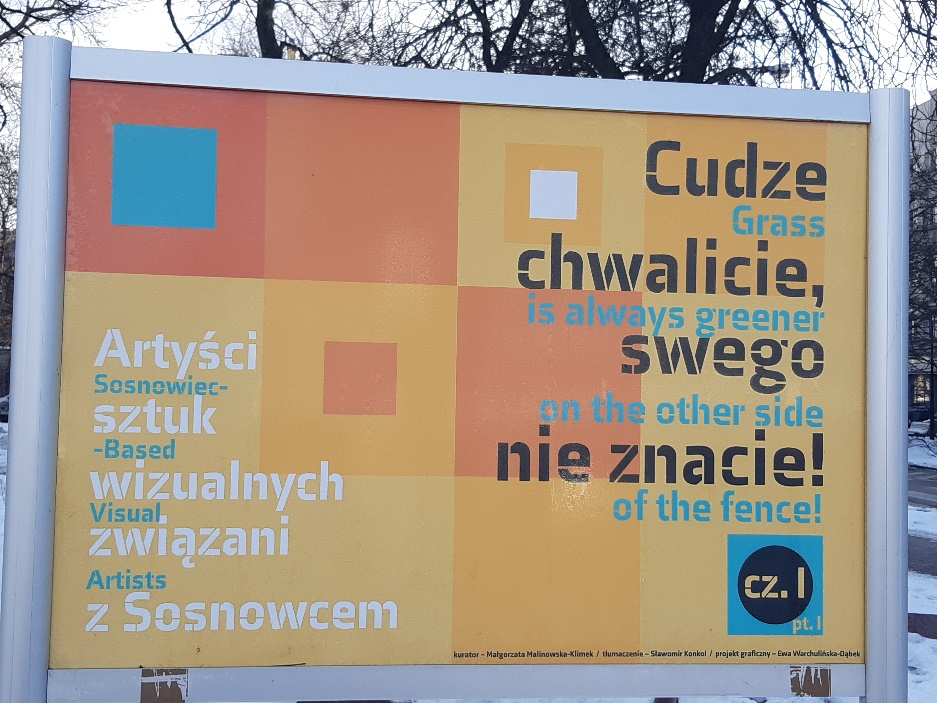 Cudze
Grass
chwalicie,
is always greener
swego
on the other side
nie znacie!
of the fence!
Artyści
Sosnowiec-
sztuk
-Based
wizualnych
Visual
związani
Artists
z Sosnowcem
cz. I
pt. I
kurator – Małgorzata Malinowska-Klimek / tłumaczenie – Sławomir Konkol / projekt graficzny – Ewa Warchulińska-Dąbek